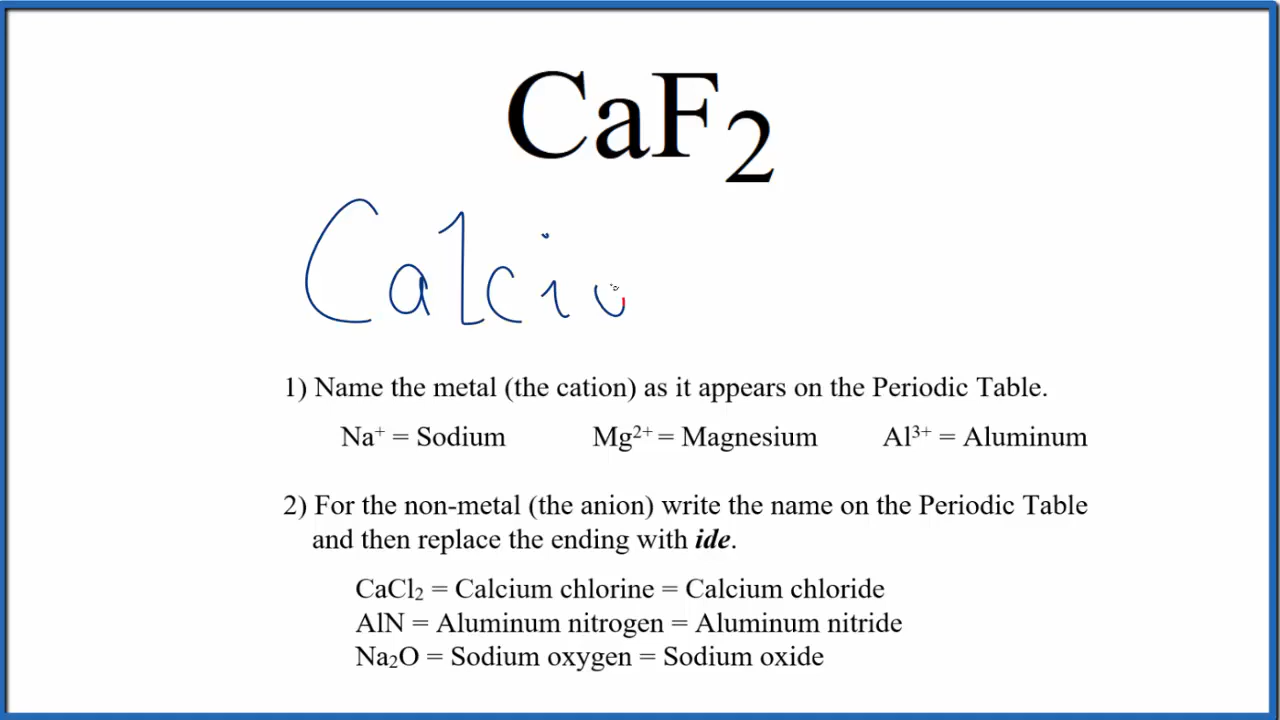 CaF₂
Calciu
1) Name the metal (the cation) as it appears on the Periodic Table.
Na⁺ = Sodium Mg²⁺ = Magnesium Al³⁺ = Aluminum
2) For the non-metal (the anion) write the name on the Periodic Table
and then replace the ending with ide.
CaCl₂ = Calcium chlorine = Calcium chloride
AlN = Aluminum nitrogen = Aluminum nitride
Na₂O = Sodium oxygen = Sodium oxide